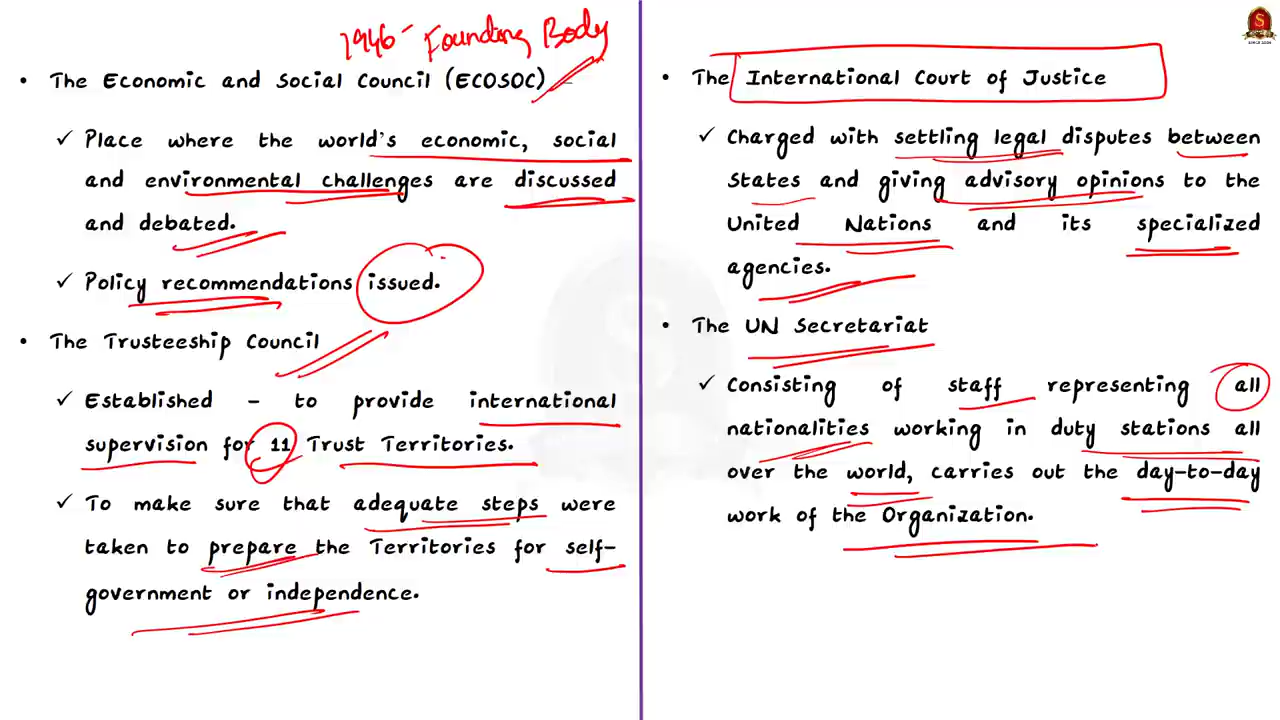 1946 - Founding Body
• The Economic and Social Council (ECOSOC)
✓ Place where the world's economic, social
and environmental challenges are discussed
and debated.
✓ Policy recommendations issued.
• The Trusteeship Council
✓ Established - to provide international
supervision for 11 Trust Territories.
✓ To make sure that adequate steps were
taken to prepare the Territories for self-
government or independence.
• The International Court of Justice
✓ Charged with settling legal disputes between
States and giving advisory opinions to the
United Nations and its specialized
agencies.
• The UN Secretariat
✓ Consisting of staff representing all
nationalities working in duty stations all
over the world, carries out the day-to-day
work of the Organization.
S
SINCE 2004